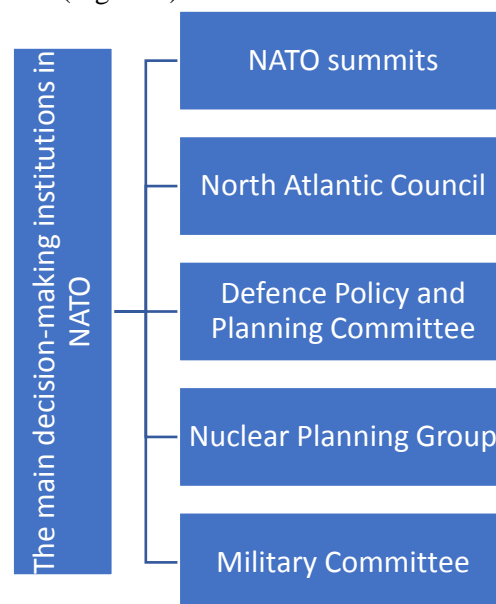 The main decision-making institutions in
NATO
NATO summits
North Atlantic Council
Defence Policy and
Planning Committee
Nuclear Planning Group
Military Committee